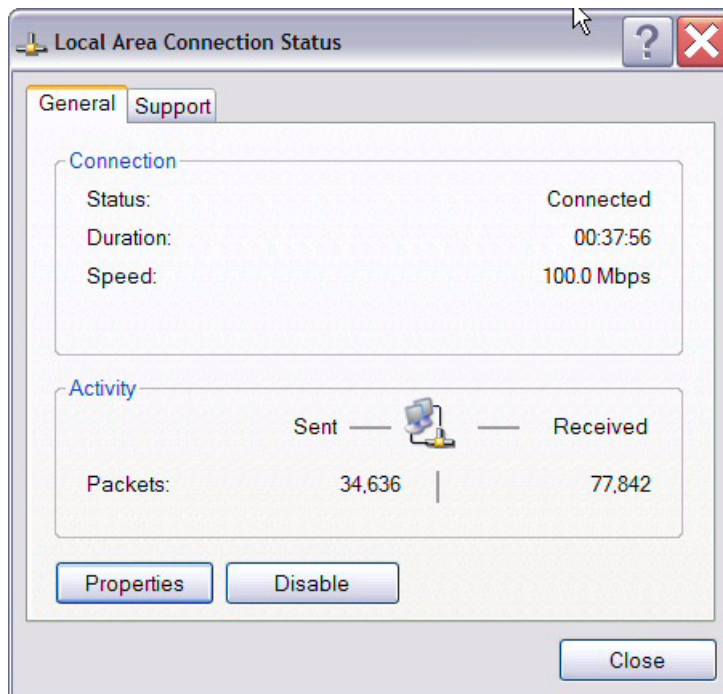 Local Area Connection Status
General Support
Connection
Status: Connected
Duration: 00:37:56
Speed: 100.0 Mbps
Activity
Sent Received
Packets: 34,636 77,842
Properties Disable
Close